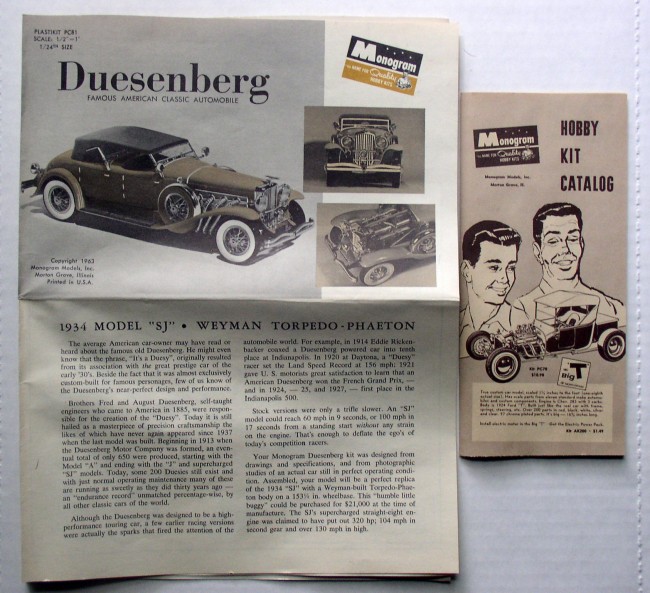 PLASTIKIT PC81
SCALE: 1/2"=1'
1/24TH SIZE
Duesenberg
FAMOUS AMERICAN CLASSIC AUTOMOBILE
Monogram
THE HOME FOR Quality
HOBBY KITS
Copyright 1963
Monogram Models, Inc.
Morton Grove, Illinois
Printed in U.S.A.
1934 MODEL "SJ" • WEYMAN TORPEDO-PHAETON
The average American car-owner may have read or
heard about the famous old Duesenberg. He might even
know that the phrase, "It's a Duesy", originally resulted
from its association with the great prestige car of the
early '30's. Beside the fact that it was almost exclusively
custom-built for famous personages, few of us know of
the Duesenberg's near perfect design and performance.
Brothers Fred and August Duesenberg, self-taught
engineers who came to America in 1885, were respon-
sible for the creation of the "Duesy". Today it is still
hailed as a masterpiece of precision craftmanship the
likes of which have never again appeared since 1937
when the last model was built. Beginning in 1913 when
the Duesenberg Motor Company was formed, an even-
tual total of only 650 were produced, starting with the
Model "A" and ending with the "J" and supercharged
"SJ" models. Today, some 200 Duesies still exist and
with just normal operating maintenance many of these
are running as sweetly as they did thirty years ago —
an "endurance record" unmatched percentage-wise, by
all other classic cars of the world.
Although the Duesenberg was designed to be a high-
performance touring car, a few earlier racing versions
were actually the sparks that fired the attention of the
automobile world. For example, in 1914 Eddie Ricken-
backer coaxed a Duesenberg powered car into tenth
place at Indianapolis. In 1920 at Daytona, a "Duesy"
racer set the Land Speed Record at 156 mph; 1921
gave U. S. motorists great satisfaction more that an
American Duesenberg won the French Grand Prix, —
and in 1924, — 25, and 1927, — first place in the
Indianapolis 500.
Stock versions were only a trifle slower. An "SJ"
model could reach 60 mph in 9 seconds, or 100 mph in
17 seconds from a standing start without any strain
on the engine. That's enough to deflate the ego's of
today's competition racers.
Your Monogram Duesenberg kit was designed from
drawings and specifications, and from photographic
studies of an actual car still in perfect operating condi-
tion. Assembled, your model will be a perfect replica
of the 1934 "SJ" with a Weyman-built Torpedo-Phae-
ton body on a 153½ in. wheelbase. This "humble little
buggy" could be purchased for $21,000 at the time of
manufacture. The SJ's supercharged straight-eight en-
gine was claimed to have put out 320 hp; 104 mph in
second gear and over 130 mph in high.
Monogram
THE HOME FOR Quality
HOBBY KITS
Monogram Models, Inc.
Morton Grove, Ill.
HOBBY
KIT
CATALOG
Kit PC78
Big T
Install electric motor in the Big "T" - Get the Electric Power Pack.